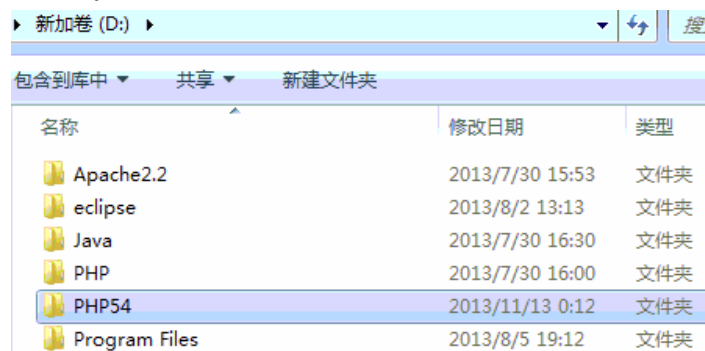 新加卷 (D:)
包含到库中 共享 新建文件夹
名称 修改日期 类型
Apache2.2 2013/7/30 15:53 文件夹
eclipse 2013/8/2 13:13 文件夹
Java 2013/7/30 16:30 文件夹
PHP 2013/7/30 16:00 文件夹
PHP54 2013/11/13 0:12 文件夹
Program Files 2013/8/5 19:12 文件夹